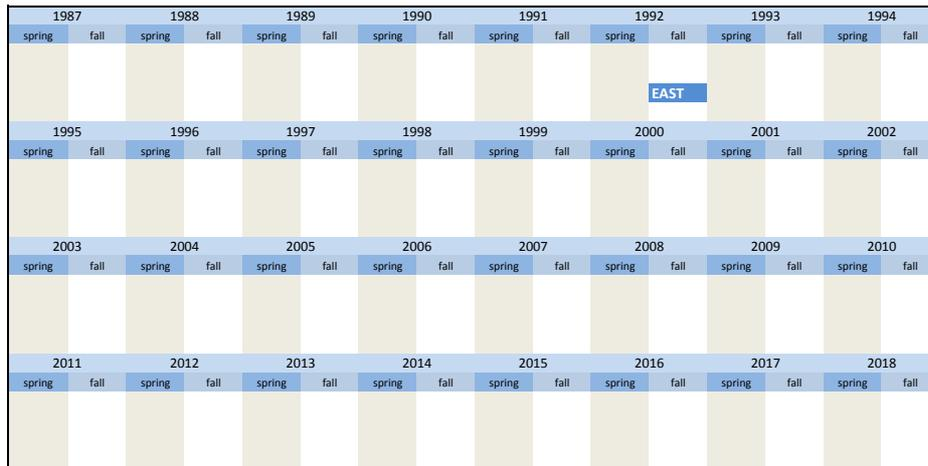 1987 1988 1989 1990 1991 1992 1993 1994
spring fall spring fall spring fall spring fall spring fall spring fall spring fall spring fall
EAST
1995 1996 1997 1998 1999 2000 2001 2002
spring fall spring fall spring fall spring fall spring fall spring fall spring fall spring fall
2003 2004 2005 2006 2007 2008 2009 2010
spring fall spring fall spring fall spring fall spring fall spring fall spring fall spring fall
2011 2012 2013 2014 2015 2016 2017 2018
spring fall spring fall spring fall spring fall spring fall spring fall spring fall spring fall